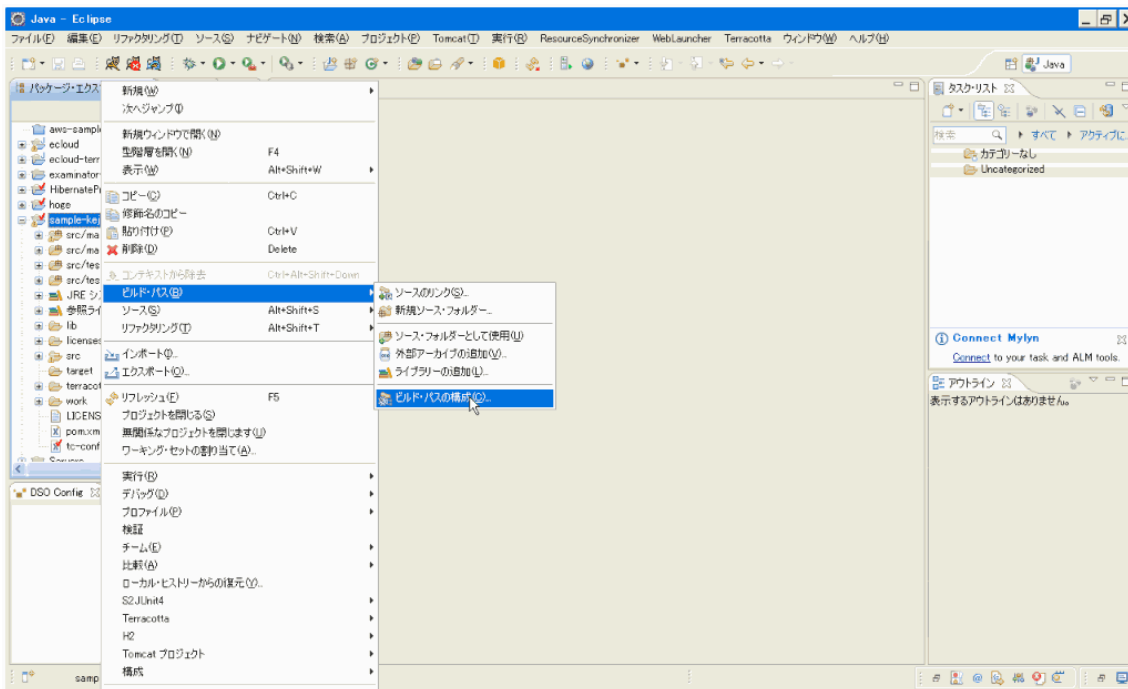 Java - Eclipse
ファイル(F) 編集(E) リファクタリング(T) ソース(S) ナビゲート(N) 検索(A) プロジェクト(P) Tomcat(T) 実行(R) ResourceSynchronizer WebLauncher Terracotta ウィンドウ(W) ヘルプ(H)
Java
パッケージ・エクス
aws-sampl
ecloud
ecloud-terr
examinator
HibernatePr
hoge
sample-kej
src/ma
src/ma
src/tes
src/tes
JRE シ
参照ライ
lib
license
src
target
terracot
work
LICENS
pom.xm
tc-conf
Servers
DSO Config
新規(W)
次へジャンプ(I)
新規ウィンドウで開く(N)
型階層を開く(N) F4
表示(W) Alt+Shift+W
コピー(C) Ctrl+C
修飾名のコピー
貼り付け(P) Ctrl+V
削除(D) Delete
コンテキストから除去 Ctrl+Alt+Shift+Down
ビルド・パス(B)
ソース(S) Alt+Shift+S
リファクタリング(T) Alt+Shift+T
インポート(I)...
エクスポート(O)...
リフレッシュ(F) F5
プロジェクトを閉じる(S)
無関係なプロジェクトを閉じます(U)
ワーキング・セットの割り当て(A)...
実行(R)
デバッグ(D)
プロファイル(P)
検証
チーム(E)
比較(A)
ローカル・ヒストリーからの復元(Y)...
S2JUnit4
Terracotta
H2
Tomcat プロジェクト
構成
ソースのリンク(S)...
新規ソース・フォルダー...
ソース・フォルダーとして使用(U)
外部アーカイブの追加(V)...
ライブラリーの追加(L)...
ビルド・パスの構成(C)...
タスク・リスト
検索 すべて アクティブに...
カテゴリーなし
Uncategorized
Connect Mylyn
Connect to your task and ALM tools.
アウトライン
表示するアウトラインはありません。
samp